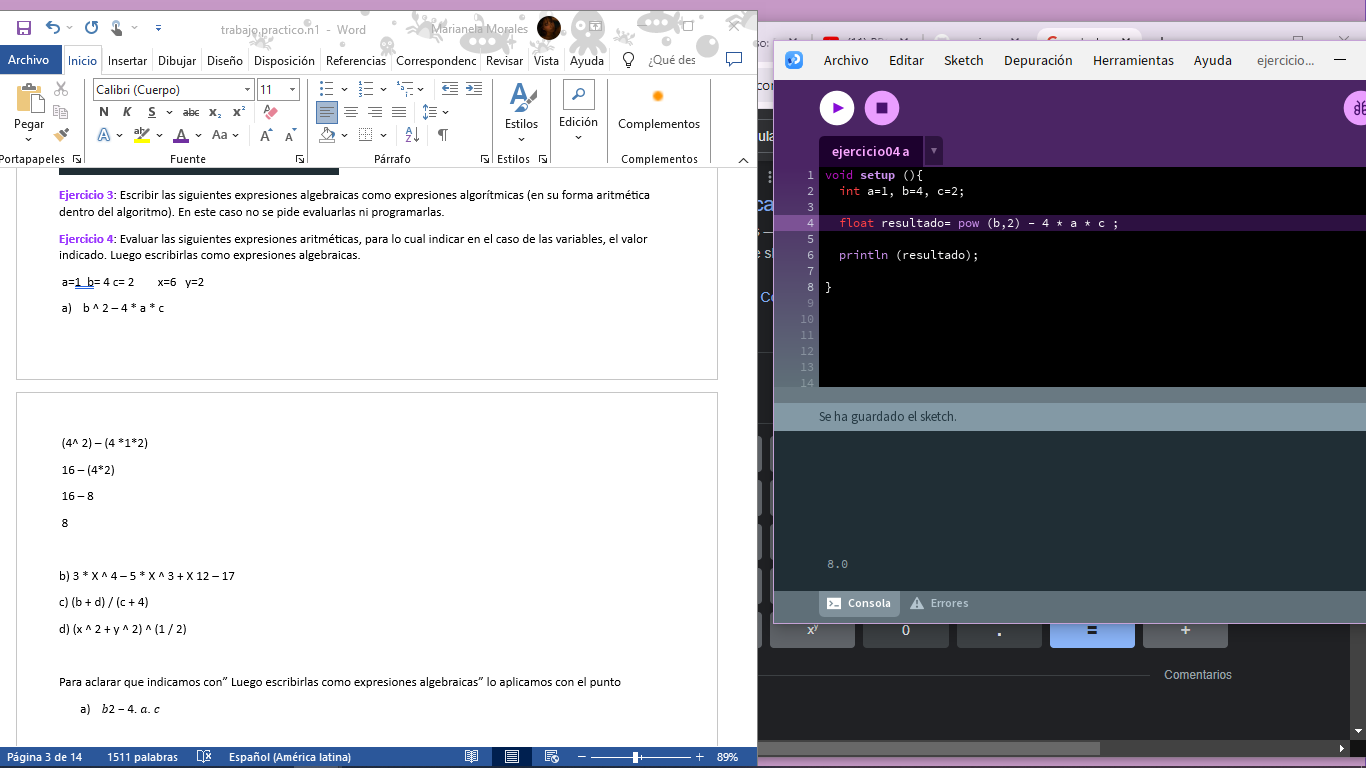 trabajo.practico.n1 - Word
Marianela Morales
Archivo Inicio Insertar Dibujar Diseño Disposición Referencias Correspondenc Revisar Vista Ayuda ¿Qué des
Calibri (Cuerpo) 11
Pegar
N K S abc x₂ x²
A ab A Aa A A
Estilos
Edición
Complementos
Portapapeles Fuente Párrafo Estilos Complementos
Ejercicio 3: Escribir las siguientes expresiones algebraicas como expresiones algorítmicas (en su forma aritmética
dentro del algoritmo). En este caso no se pide evaluarlas ni programarlas.
Ejercicio 4: Evaluar las siguientes expresiones aritméticas, para lo cual indicar en el caso de las variables, el valor
indicado. Luego escribirlas como expresiones algebraicas.
a=1 b= 4 c= 2 x=6 y=2
a) b ^ 2 – 4 * a * c
(4^ 2) – (4 *1*2)
16 – (4*2)
16 – 8
8
b) 3 * X ^ 4 – 5 * X ^ 3 + X 12 – 17
c) (b + d) / (c + 4)
d) (x ^ 2 + y ^ 2) ^ (1 / 2)
Para aclarar que indicamos con” Luego escribirlas como expresiones algebraicas” lo aplicamos con el punto
a) b2 – 4. a. c
Página 3 de 14 1511 palabras Español (América latina) 89%
Archivo Editar Sketch Depuración Herramientas Ayuda ejercicio...
ejercicio04 a
1 void setup (){
2 int a=1, b=4, c=2;
3
4 float resultado= pow (b,2) - 4 * a * c ;
5
6 println (resultado);
7
8 }
9
10
11
12
13
14
Se ha guardado el sketch.
8.0
Consola Errores
xʸ 0 . = +
Comentarios